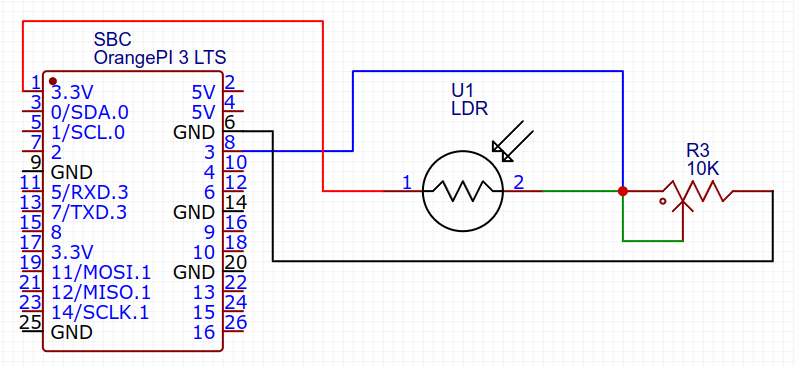 SBC
OrangePI 3 LTS
1 3.3V 5V 2
3 0/SDA.0 5V 4
5 1/SCL.0 GND 6
7 2 3 8
9 GND 4 10
11 5/RXD.3 6 12
13 7/TXD.3 GND 14
15 8 9 16
17 3.3V 10 18
19 11/MOSI.1 GND 20
21 12/MISO.1 13 22
23 14/SCLK.1 15 24
25 GND 16 26
U1
LDR
1 2
R3
10K